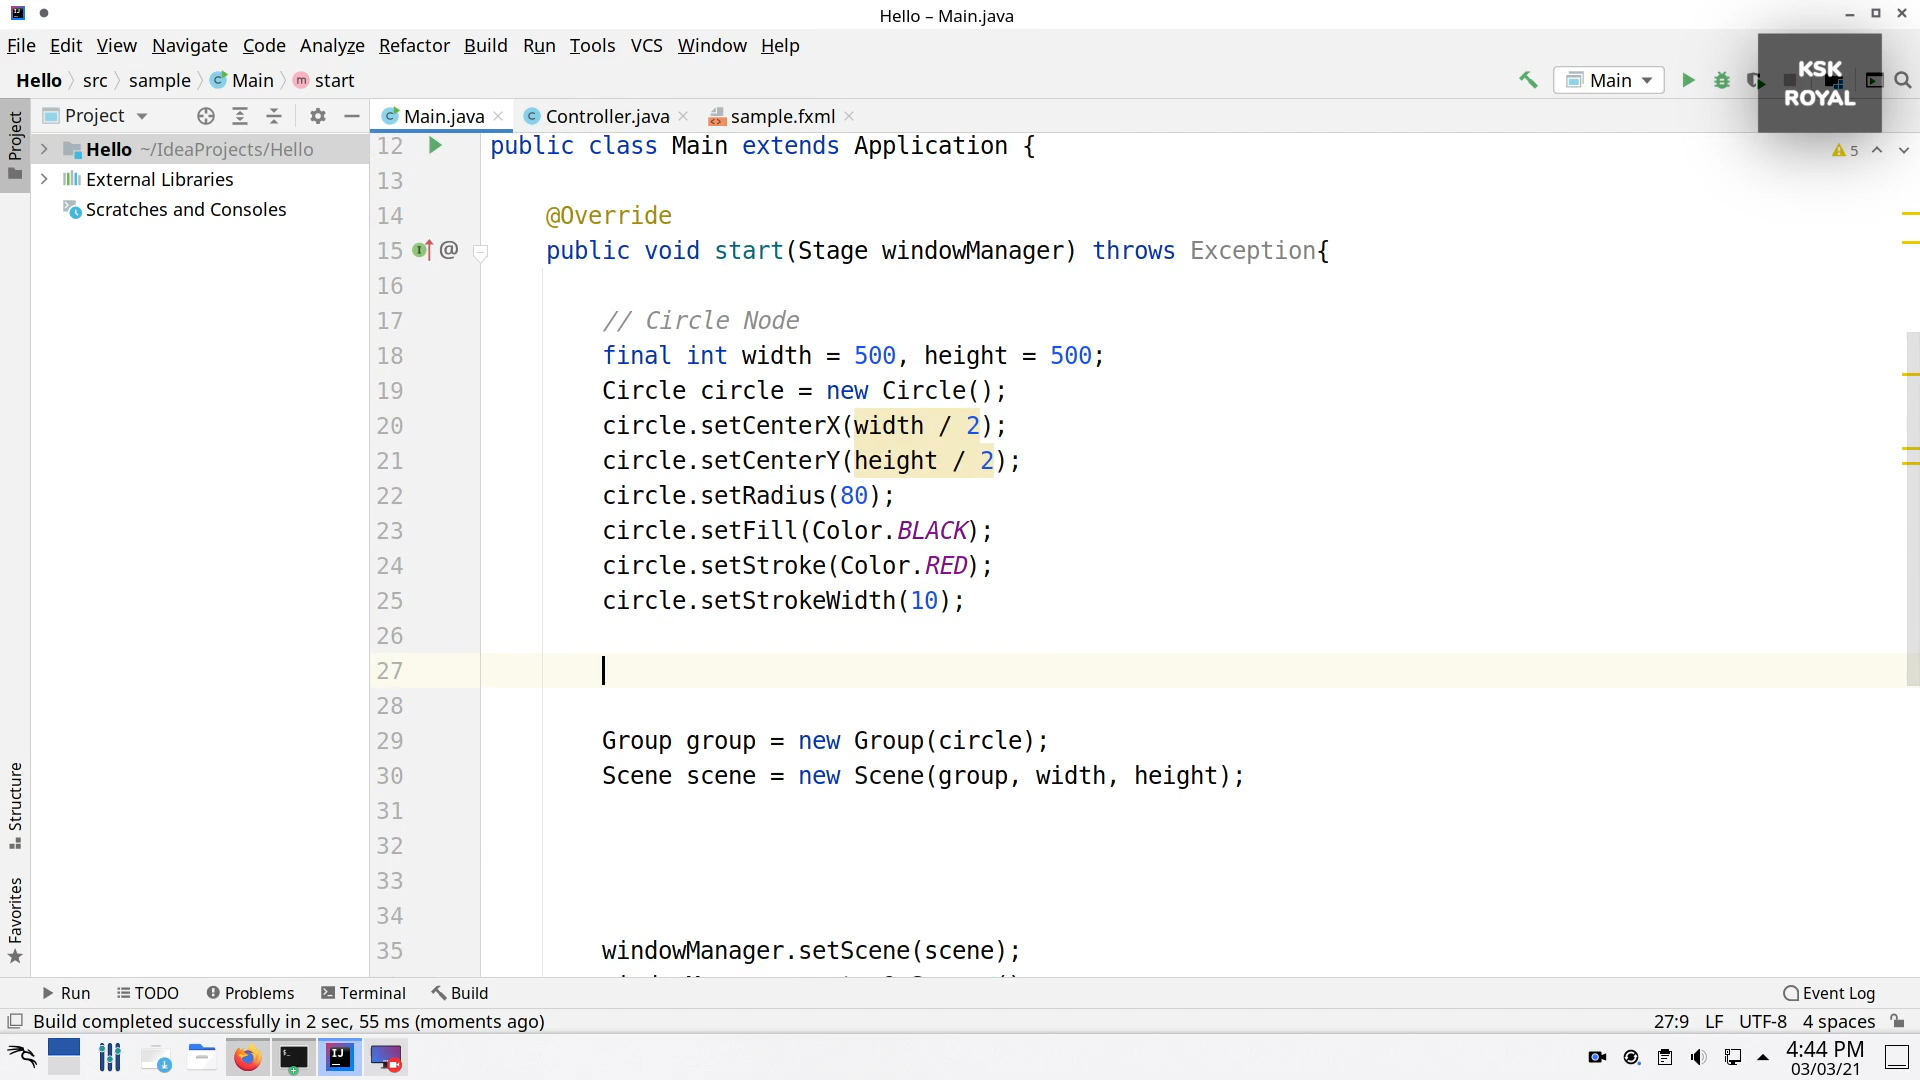 Hello – Main.java
File Edit View Navigate Code Analyze Refactor Build Run Tools VCS Window Help
Hello src sample Main start
Main
KSK
ROYAL
Project
Main.java Controller.java sample.fxml
Project
Hello ~/IdeaProjects/Hello
External Libraries
Scratches and Consoles
5
12 public class Main extends Application {
13
14 @Override
15 @ public void start(Stage windowManager) throws Exception{
16
17 // Circle Node
18 final int width = 500, height = 500;
19 Circle circle = new Circle();
20 circle.setCenterX(width / 2);
21 circle.setCenterY(height / 2);
22 circle.setRadius(80);
23 circle.setFill(Color.BLACK);
24 circle.setStroke(Color.RED);
25 circle.setStrokeWidth(10);
26
27
28
29 Group group = new Group(circle);
30 Scene scene = new Scene(group, width, height);
31
32
33
34
35 windowManager.setScene(scene);
Structure
Favorites
Run TODO Problems Terminal Build Event Log
Build completed successfully in 2 sec, 55 ms (moments ago) 27:9 LF UTF-8 4 spaces
4:44 PM
03/03/21